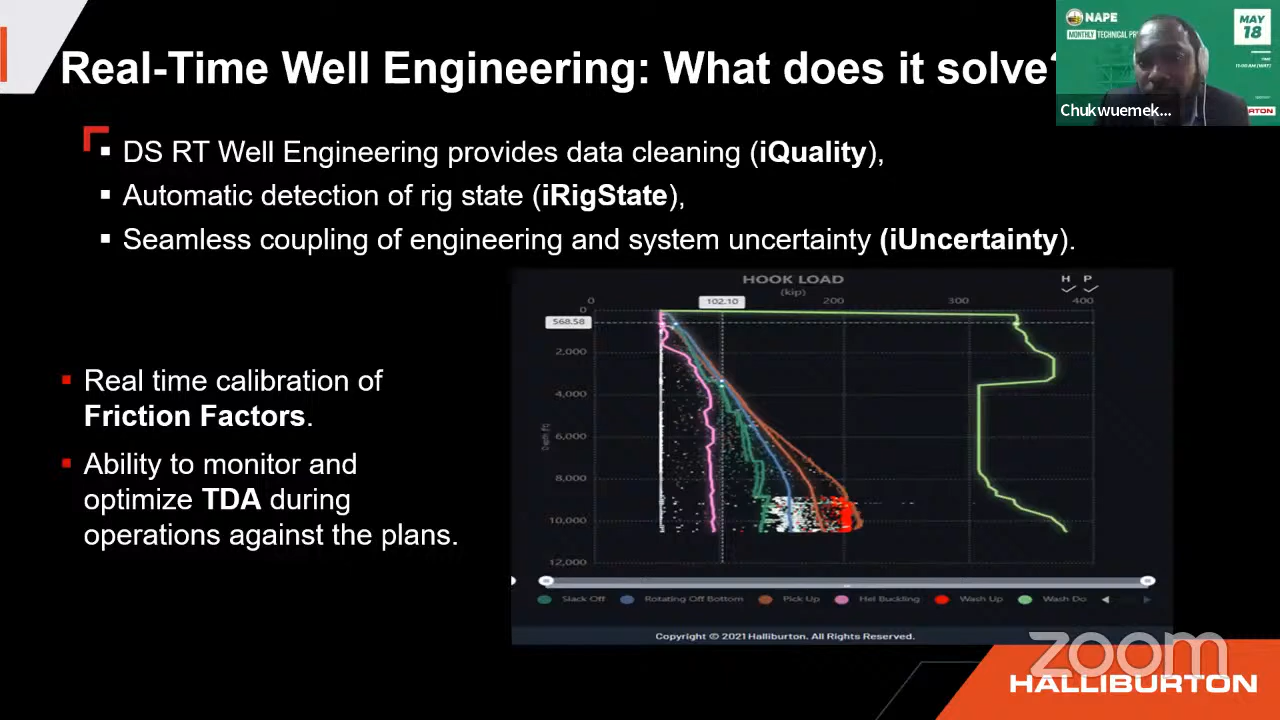 Real-Time Well Engineering: What does it solve?
NAPE
MONTHLY TECHNICAL
MAY
18
Chukwuemek...
▪ DS RT Well Engineering provides data cleaning (iQuality),
▪ Automatic detection of rig state (iRigState),
▪ Seamless coupling of engineering and system uncertainty (iUncertainty).
▪ Real time calibration of
Friction Factors.
▪ Ability to monitor and
optimize TDA during
operations against the plans.
HOOK LOAD
(kip)
H P
0 102.10 200 300 400
0
568.58
2,000
4,000
6,000
8,000
10,000
12,000
Depth (ft)
Slack Off Rotating Off Bottom Pick Up Hel Buckling Wash Up Wash Do
Copyright © 2021 Halliburton. All Rights Reserved.
zoom
HALLIBURTON